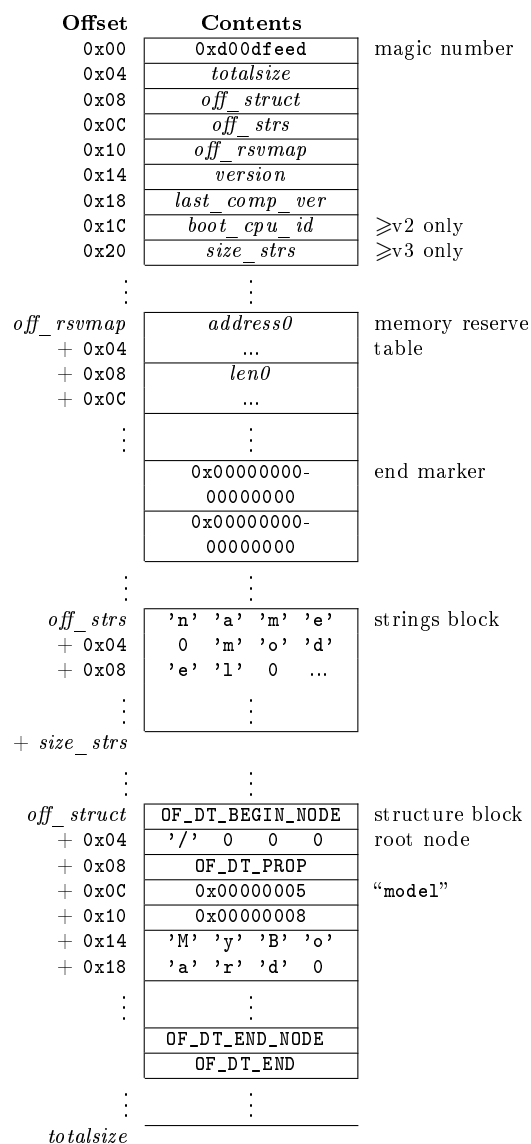 Offset Contents
0x00 0xd00dfeed magic number
0x04 totalsize
0x08 off_struct
0x0C off_strs
0x10 off_rsvmap
0x14 version
0x18 last_comp_ver
0x1C boot_cpu_id ⩾v2 only
0x20 size_strs ⩾v3 only
⋮ ⋮
off_rsvmap address0 memory reserve
+ 0x04 ... table
+ 0x08 len0
+ 0x0C ...
⋮ ⋮
0x00000000- end marker
00000000
0x00000000-
00000000
⋮ ⋮
off_strs 'n' 'a' 'm' 'e' strings block
+ 0x04 0 'm' 'o' 'd'
+ 0x08 'e' 'l' 0 ...
⋮ ⋮
+ size_strs
⋮ ⋮
off_struct OF_DT_BEGIN_NODE structure block
+ 0x04 '/' 0 0 0 root node
+ 0x08 OF_DT_PROP
+ 0x0C 0x00000005 “model”
+ 0x10 0x00000008
+ 0x14 'M' 'y' 'B' 'o'
+ 0x18 'a' 'r' 'd' 0
⋮ ⋮
OF_DT_END_NODE
OF_DT_END
⋮ ⋮
totalsize